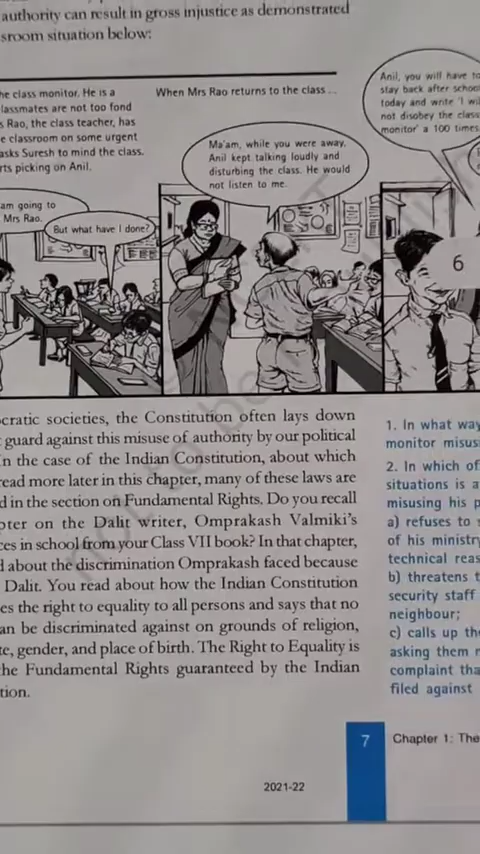 authority can result in gross injustice as demonstrated
sroom situation below:
he class monitor. He is a
lassmates are not too fond
s Rao, the class teacher, has
e classroom on some urgent
asks Suresh to mind the class.
rts picking on Anil.
am going to
Mrs Rao.
But what have I done?
When Mrs Rao returns to the class ...
Ma'am, while you were away,
Anil kept talking loudly and
disturbing the class. He would
not listen to me.
Anil, you will have to
stay back after school
today and write 'I wil
not disobey the class
monitor' a 100 times
6
cratic societies, the Constitution often lays down
guard against this misuse of authority by our political
n the case of the Indian Constitution, about which
read more later in this chapter, many of these laws are
d in the section on Fundamental Rights. Do you recall
pter on the Dalit writer, Omprakash Valmiki's
ces in school from your Class VII book? In that chapter,
d about the discrimination Omprakash faced because
Dalit. You read about how the Indian Constitution
es the right to equality to all persons and says that no
an be discriminated against on grounds of religion,
te, gender, and place of birth. The Right to Equality is
the Fundamental Rights guaranteed by the Indian
tion.
1. In what way
monitor misus
2. In which of
situations is a
misusing his p
a) refuses to
of his ministry
technical reas
b) threatens t
security staff
neighbour;
c) calls up the
asking them n
complaint tha
filed against
7
Chapter 1: The
2021-22